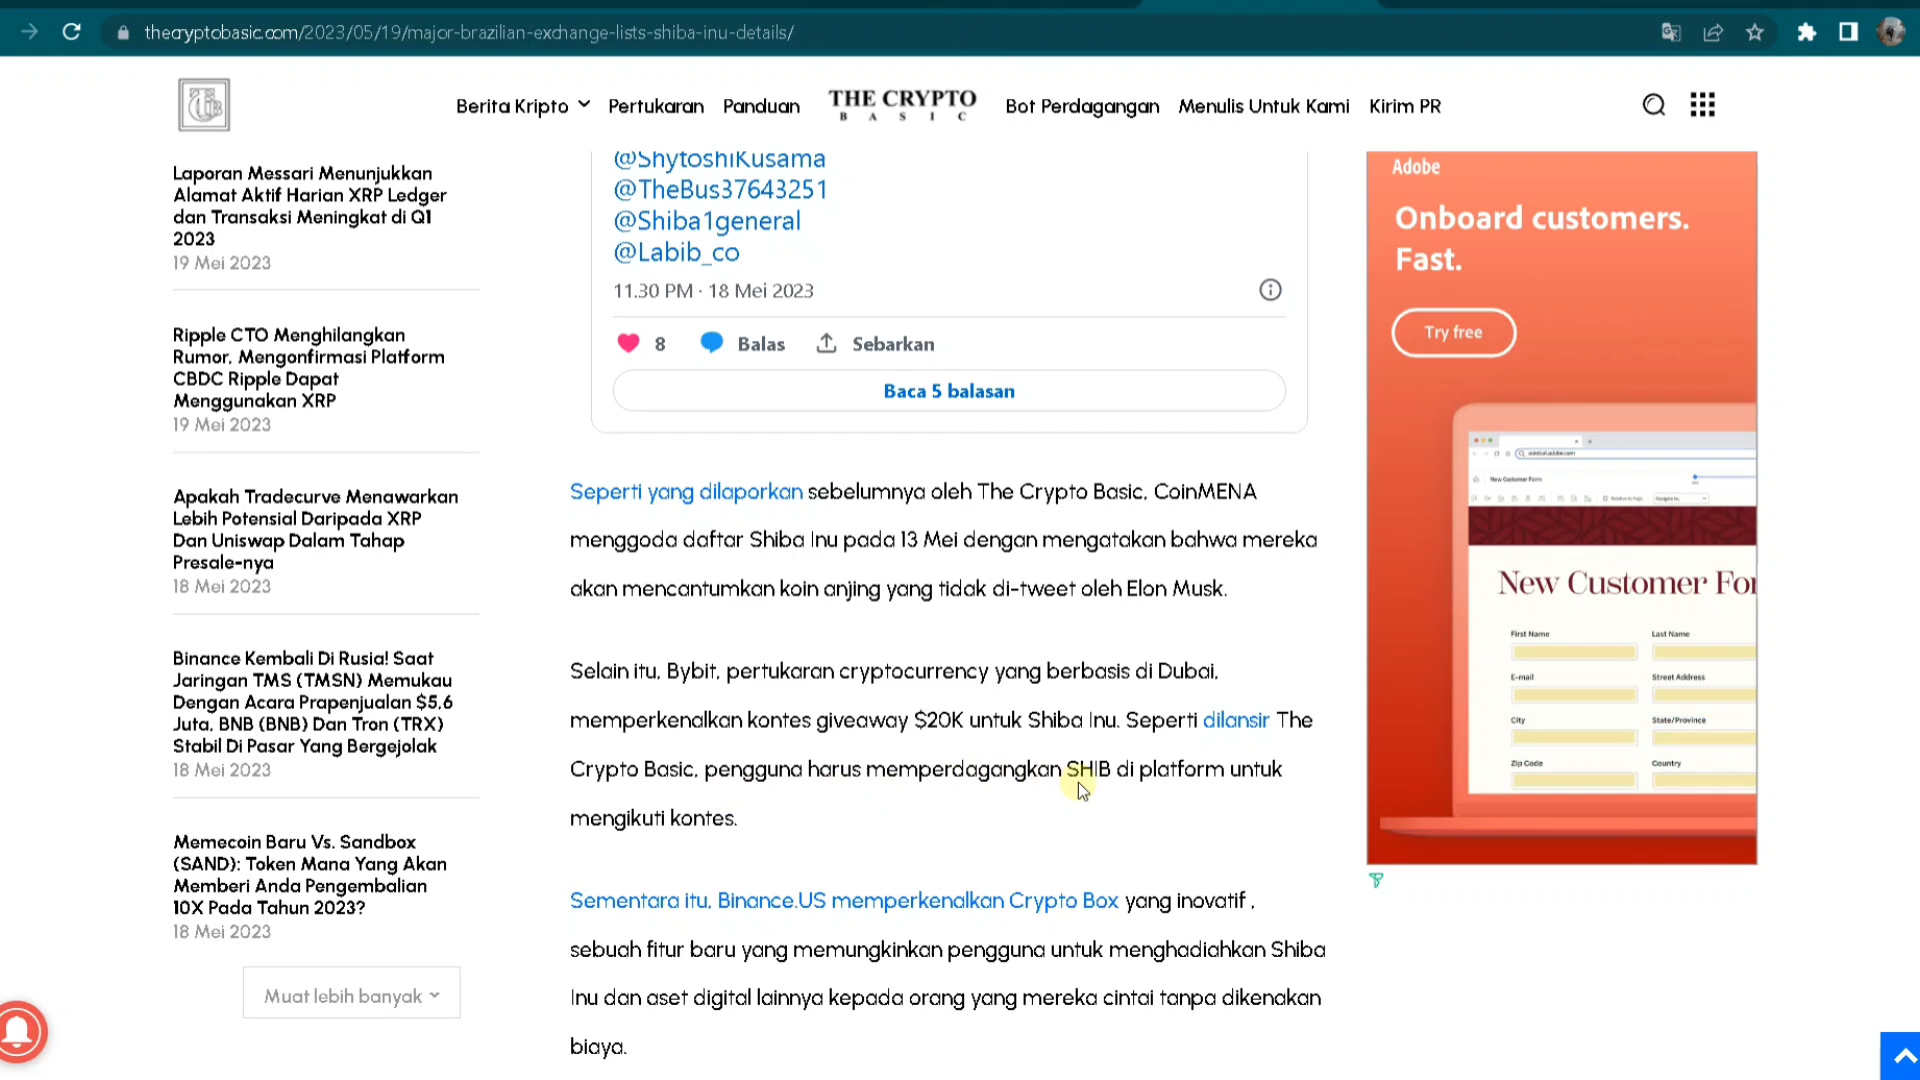 thecryptobasic.com/2023/05/19/major-brazilian-exchange-lists-shiba-inu-details/
Berita Kripto
Pertukaran
Panduan
THE CRYPTO
BASIC
Bot Perdagangan
Menulis Untuk Kami
Kirim PR
Laporan Messari Menunjukkan
Alamat Aktif Harian XRP Ledger
dan Transaksi Meningkat di Q1
2023
19 Mei 2023
Ripple CTO Menghilangkan
Rumor, Mengonfirmasi Platform
CBDC Ripple Dapat
Menggunakan XRP
19 Mei 2023
Apakah Tradecurve Menawarkan
Lebih Potensial Daripada XRP
Dan Uniswap Dalam Tahap
Presale-nya
18 Mei 2023
Binance Kembali Di Rusia! Saat
Jaringan TMS (TMSN) Memukau
Dengan Acara Prapenjualan $5,6
Juta, BNB (BNB) Dan Tron (TRX)
Stabil Di Pasar Yang Bergejolak
18 Mei 2023
Memecoin Baru Vs. Sandbox
(SAND): Token Mana Yang Akan
Memberi Anda Pengembalian
10X Pada Tahun 2023?
18 Mei 2023
Muat lebih banyak
@ShytoshiKusama
@TheBus37643251
@Shiba1general
@Labib_co
11.30 PM · 18 Mei 2023
8 Balas Sebarkan
Baca 5 balasan
Seperti yang dilaporkan sebelumnya oleh The Crypto Basic, CoinMENA
menggoda daftar Shiba Inu pada 13 Mei dengan mengatakan bahwa mereka
akan mencantumkan koin anjing yang tidak di-tweet oleh Elon Musk.
Selain itu, Bybit, pertukaran cryptocurrency yang berbasis di Dubai,
memperkenalkan kontes giveaway $20K untuk Shiba Inu. Seperti dilansir The
Crypto Basic, pengguna harus memperdagangkan SHIB di platform untuk
mengikuti kontes.
Sementara itu, Binance.US memperkenalkan Crypto Box yang inovatif ,
sebuah fitur baru yang memungkinkan pengguna untuk menghadiahkan Shiba
Inu dan aset digital lainnya kepada orang yang mereka cintai tanpa dikenakan
biaya.
Adobe
Onboard customers.
Fast.
Try free
New Customer Form
New Customer For
First Name
Last Name
E-mail
Street Address
City
State/Province
Zip Code
Country